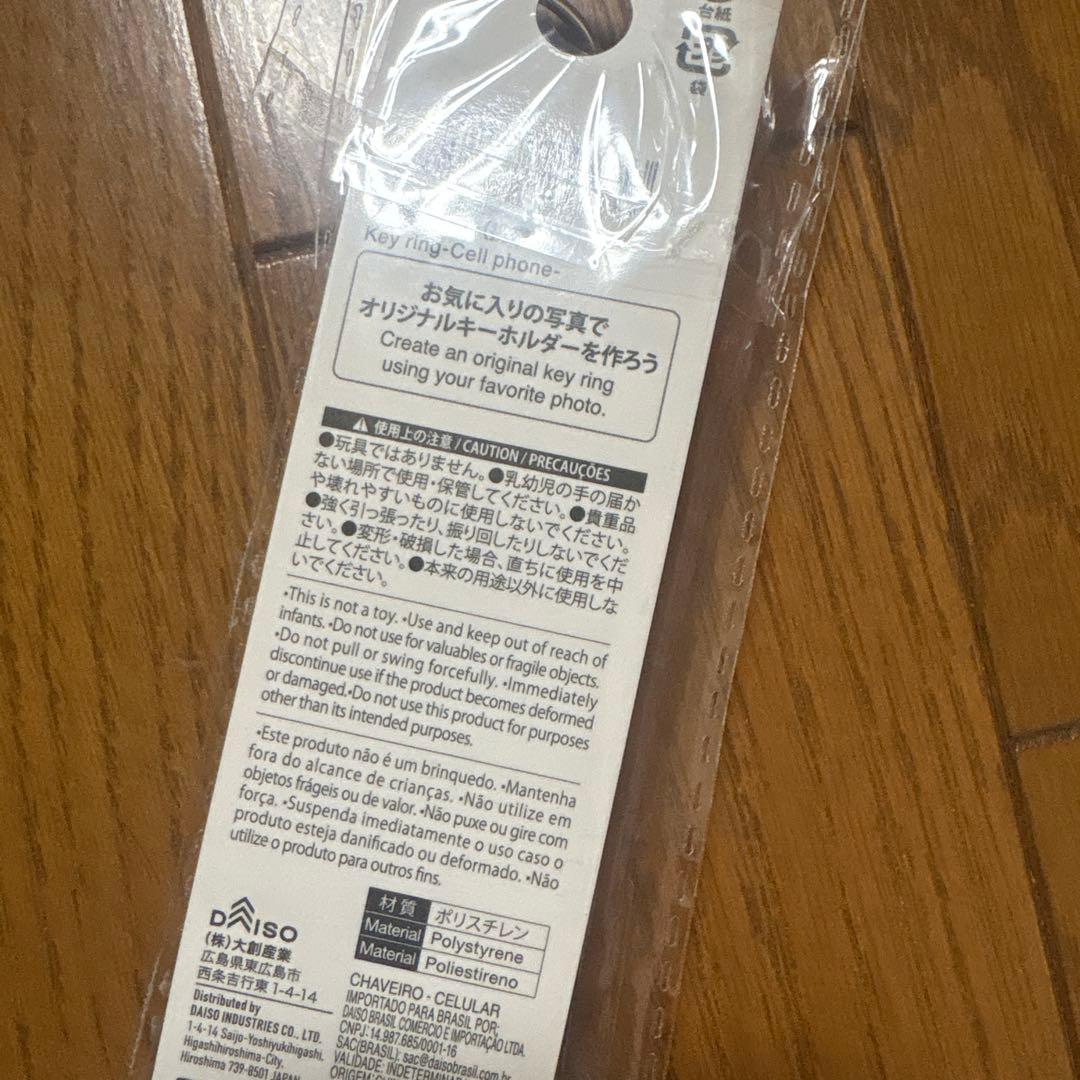 台紙
袋
Key ring-Cell phone-
お気に入りの写真で
オリジナルキーホルダーを作ろう
Create an original key ring
using your favorite photo.
使用上の注意 / CAUTION / PRECAUÇÕES
●玩具ではありません。●乳幼児の手の届か
ない場所で使用・保管してください。●貴重品
や壊れやすいものに使用しないでください。
●強く引っ張ったり、振り回したりしないでくだ
さい。●変形・破損した場合、直ちに使用を中
止してください。●本来の用途以外に使用しな
いでください。
•This is not a toy. •Use and keep out of reach of
infants. •Do not use for valuables or fragile objects.
•Do not pull or swing forcefully. •Immediately
discontinue use if the product becomes deformed
or damaged.•Do not use this product for purposes
other than its intended purposes.
•Este produto não é um brinquedo. •Mantenha
fora do alcance de crianças. •Não utilize em
objetos frágeis ou de valor. •Não puxe ou gire com
força. •Suspenda imediatamente o uso caso o
produto esteja danificado ou deformado. •Não
utilize o produto para outros fins.
材質 ポリスチレン
Material Polystyrene
Material Poliestireno
DAISO
(株)大創産業
広島県東広島市
西条吉行東1-4-14
Distributed by
DAISO INDUSTRIES CO., LTD.
1-4-14 Saijo-Yoshiyukihigashi,
Higashihiroshima-City,
Hiroshima 739-8501 JAPAN
CHAVEIRO - CELULAR
IMPORTADO PARA BRASIL POR:
DAISO BRASIL COMERCIO E IMPORTAÇÃO LTDA.
CNPJ: 14.987.685/0001-16
SAC(BRASIL): sac@daisobrasil.com.br
VALIDADE: INDETERMINADA
ORIGEM: